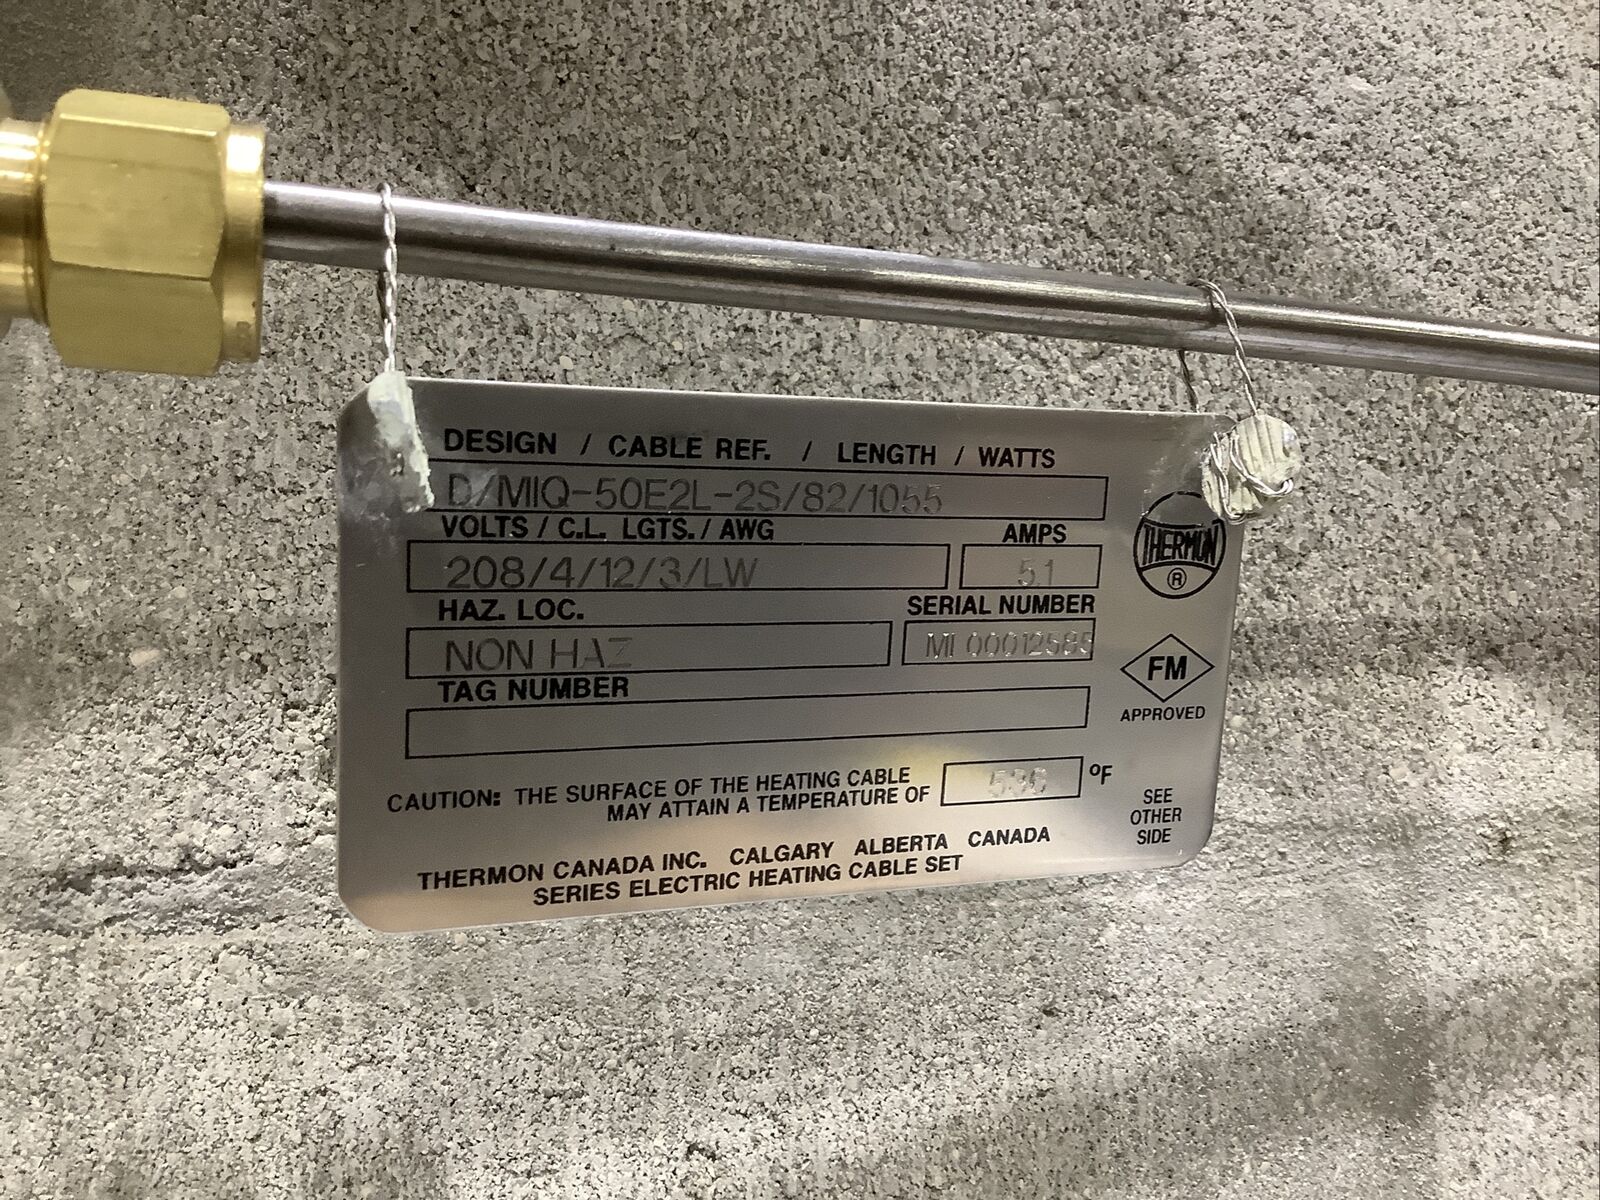 DESIGN / CABLE REF. / LENGTH / WATTS
D/MIQ-50E2L-2S/82/1055
VOLTS / C.L. LGTS. / AWG AMPS
208/4/12/3/LW 5.1
HAZ. LOC. SERIAL NUMBER
NON HAZ MI 00012585
TAG NUMBER
THERMON
®
FM
APPROVED
CAUTION: THE SURFACE OF THE HEATING CABLE
MAY ATTAIN A TEMPERATURE OF °F
SEE
OTHER
SIDE
THERMON CANADA INC. CALGARY ALBERTA CANADA
SERIES ELECTRIC HEATING CABLE SET